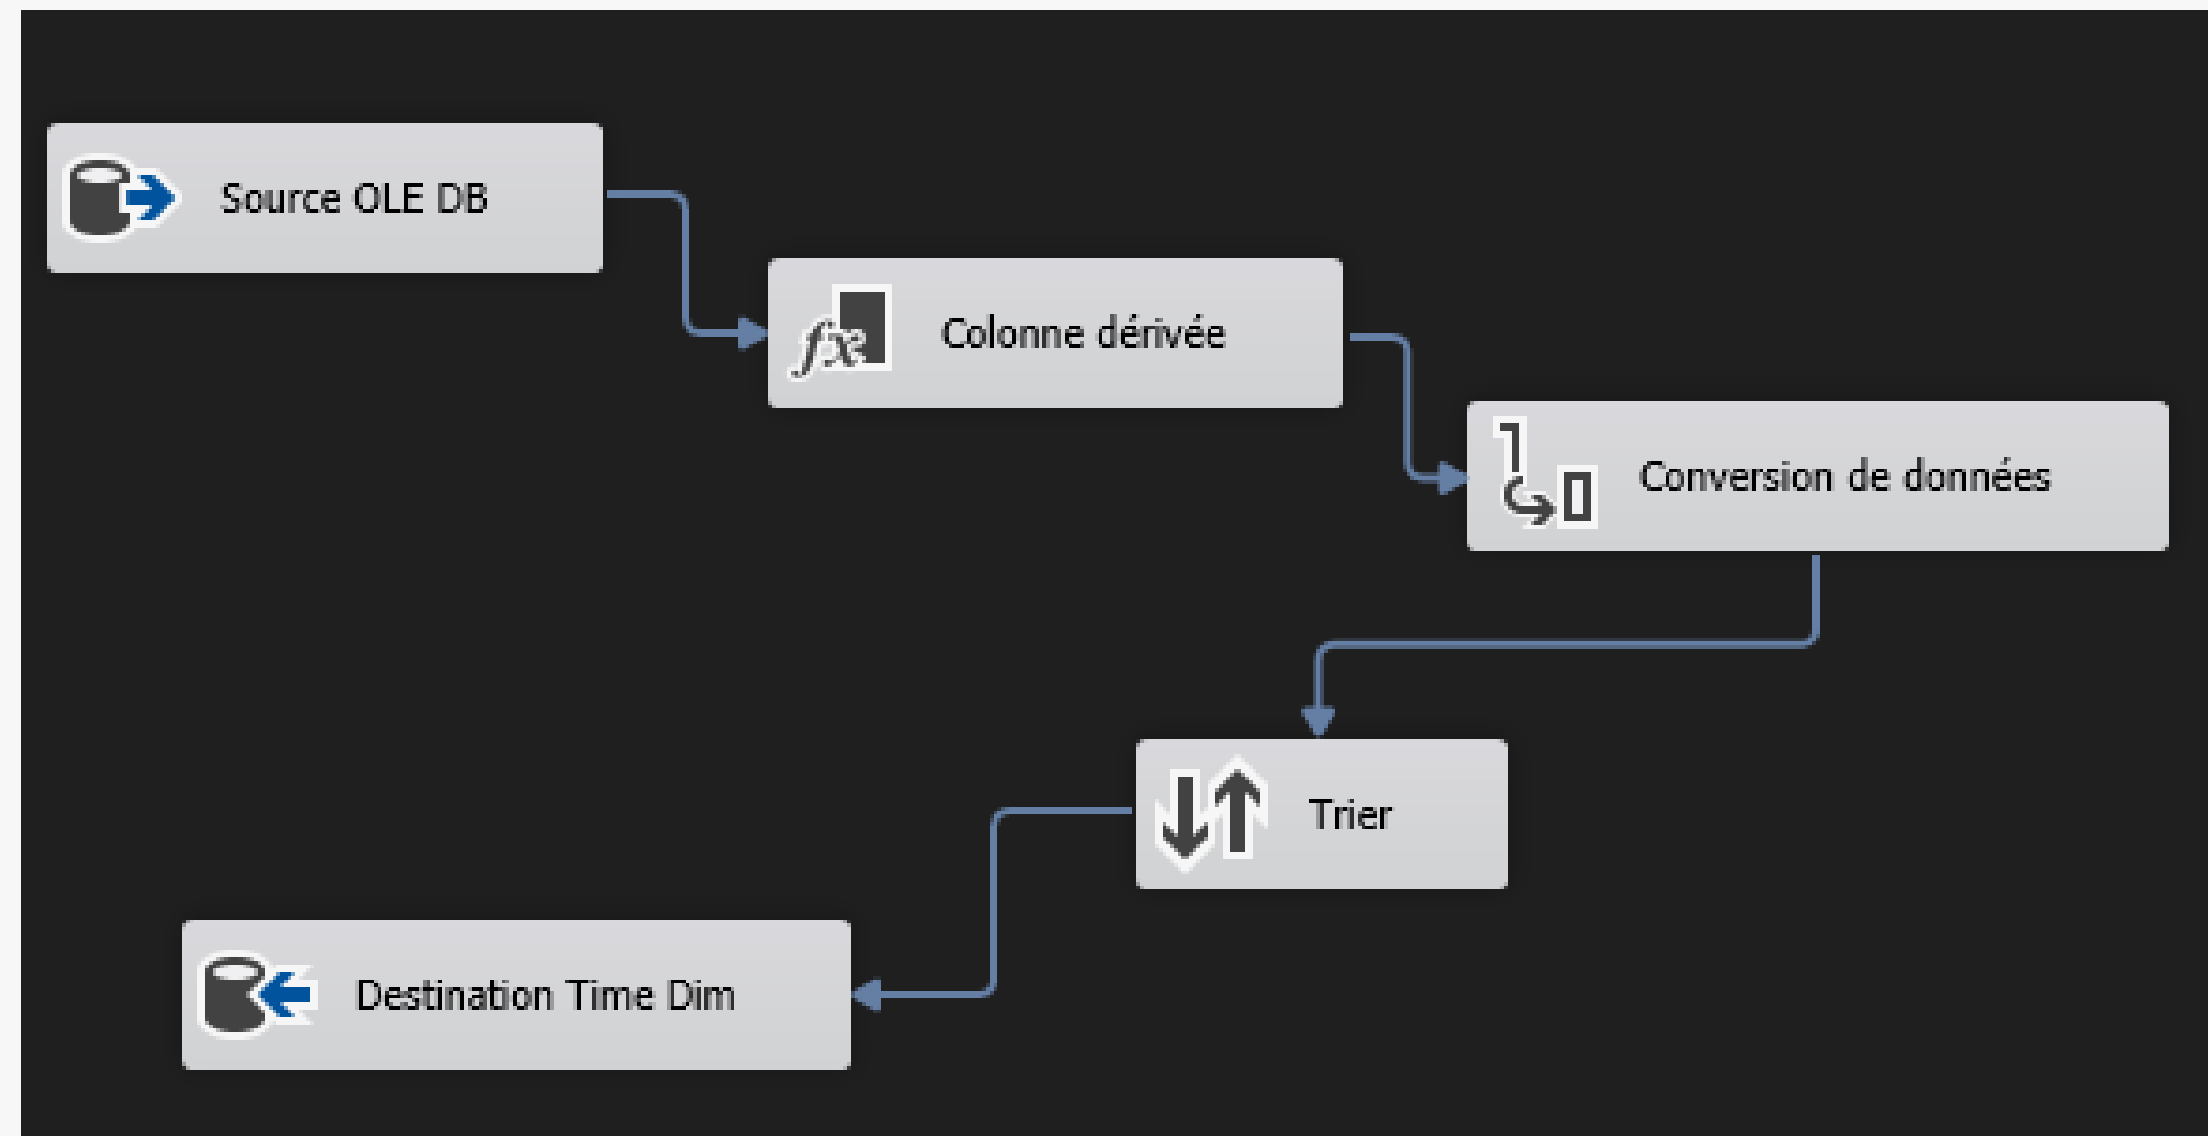 Source OLE DB
Colonne dérivée
Conversion de données
Trier
Destination Time Dim